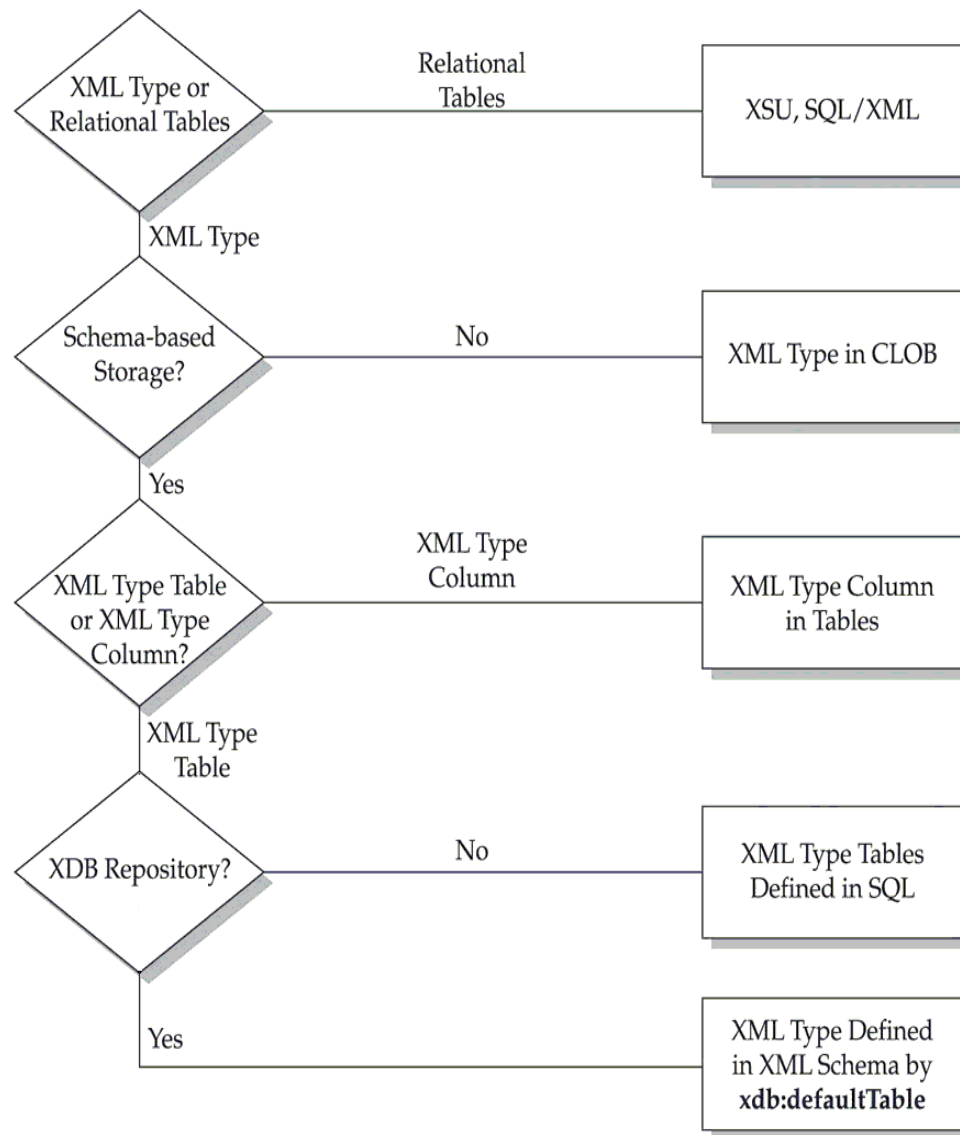 XML Type or
Relational Tables
Relational
Tables
XSU, SQL/XML
XML Type
Schema-based
Storage?
No
XML Type in CLOB
Yes
XML Type Table
or XML Type
Column?
XML Type
Column
XML Type Column
in Tables
XML Type
Table
XDB Repository?
No
XML Type Tables
Defined in SQL
Yes
XML Type Defined
in XML Schema by
xdb:defaultTable